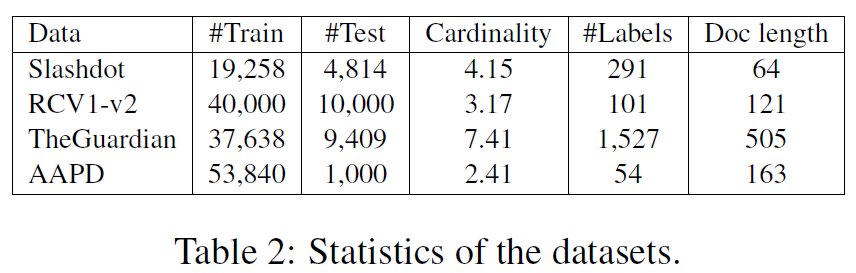 Data #Train #Test Cardinality #Labels Doc length
Slashdot 19,258 4,814 4.15 291 64
RCV1-v2 40,000 10,000 3.17 101 121
TheGuardian 37,638 9,409 7.41 1,527 505
AAPD 53,840 1,000 2.41 54 163
Table 2: Statistics of the datasets.